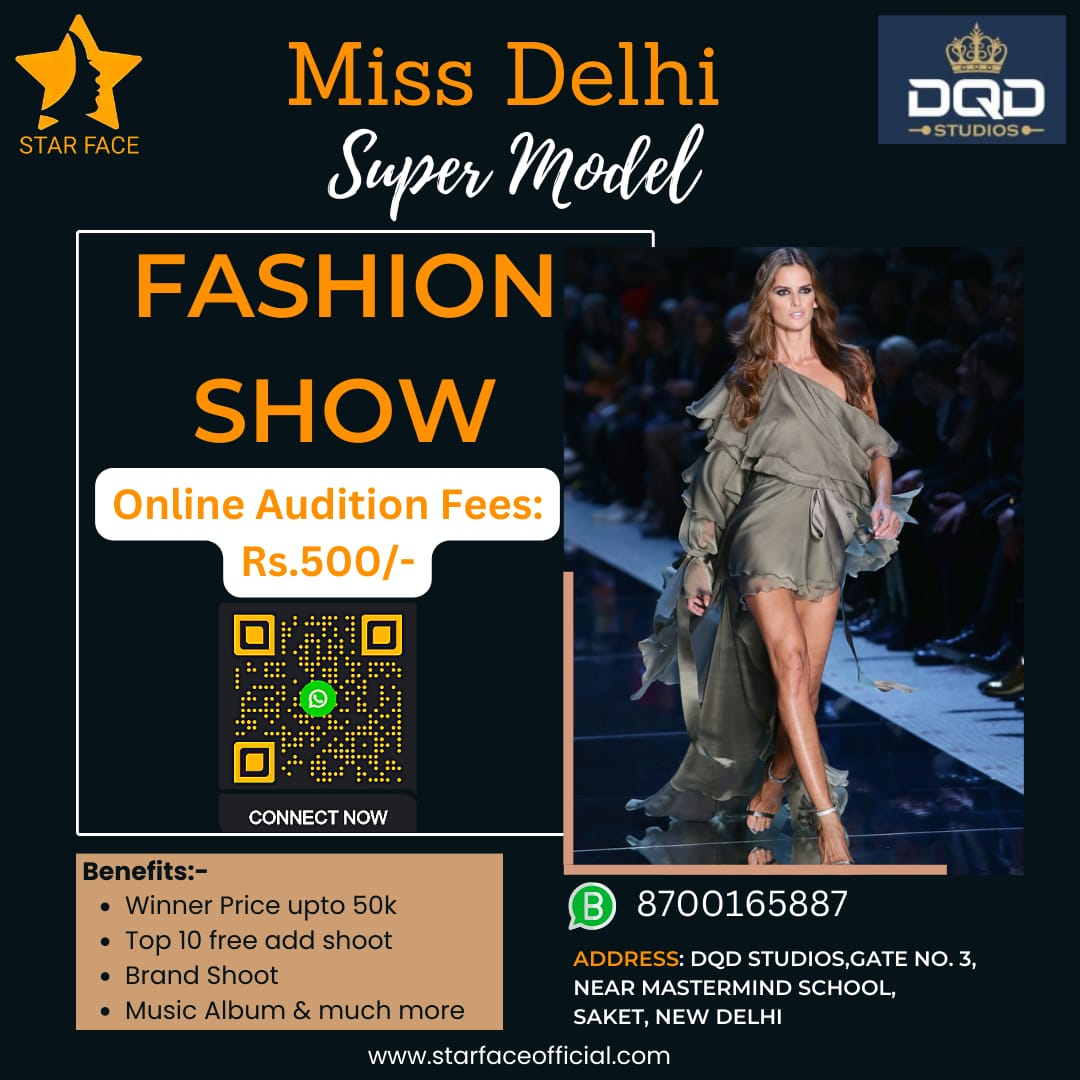 STAR FACE
Miss Delhi
Super Model
DQD
STUDIOS
FASHION
SHOW
Online Audition Fees:
Rs.500/-
CONNECT NOW
Benefits:-
• Winner Price upto 50k
• Top 10 free add shoot
• Brand Shoot
• Music Album & much more
B 8700165887
ADDRESS: DQD STUDIOS,GATE NO. 3,
NEAR MASTERMIND SCHOOL,
SAKET, NEW DELHI
www.starfaceofficial.com